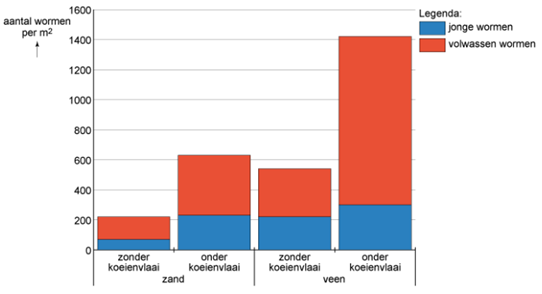 aantal wormen
per m2
1600
1400
1200
1000
800
600
400
200
0
zonder
koeienvlaai
onder
koeienvlaai
zonder
koeienvlaai
onder
koeienvlaai
zand
veen
Legenda:
jonge wormen
volwassen wormen